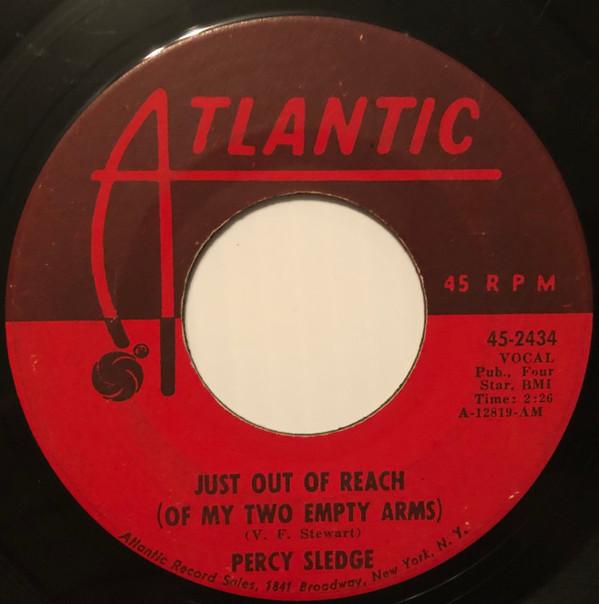 ATLANTIC
45 RPM
45-2434
VOCAL
Pub., Four
Star, BMI
Time: 2:26
A-12819-AM
JUST OUT OF REACH
(OF MY TWO EMPTY ARMS)
(V. F. Stewart)
PERCY SLEDGE
Atlantic Record Sales, 1841 Broadway, New York, N. Y.